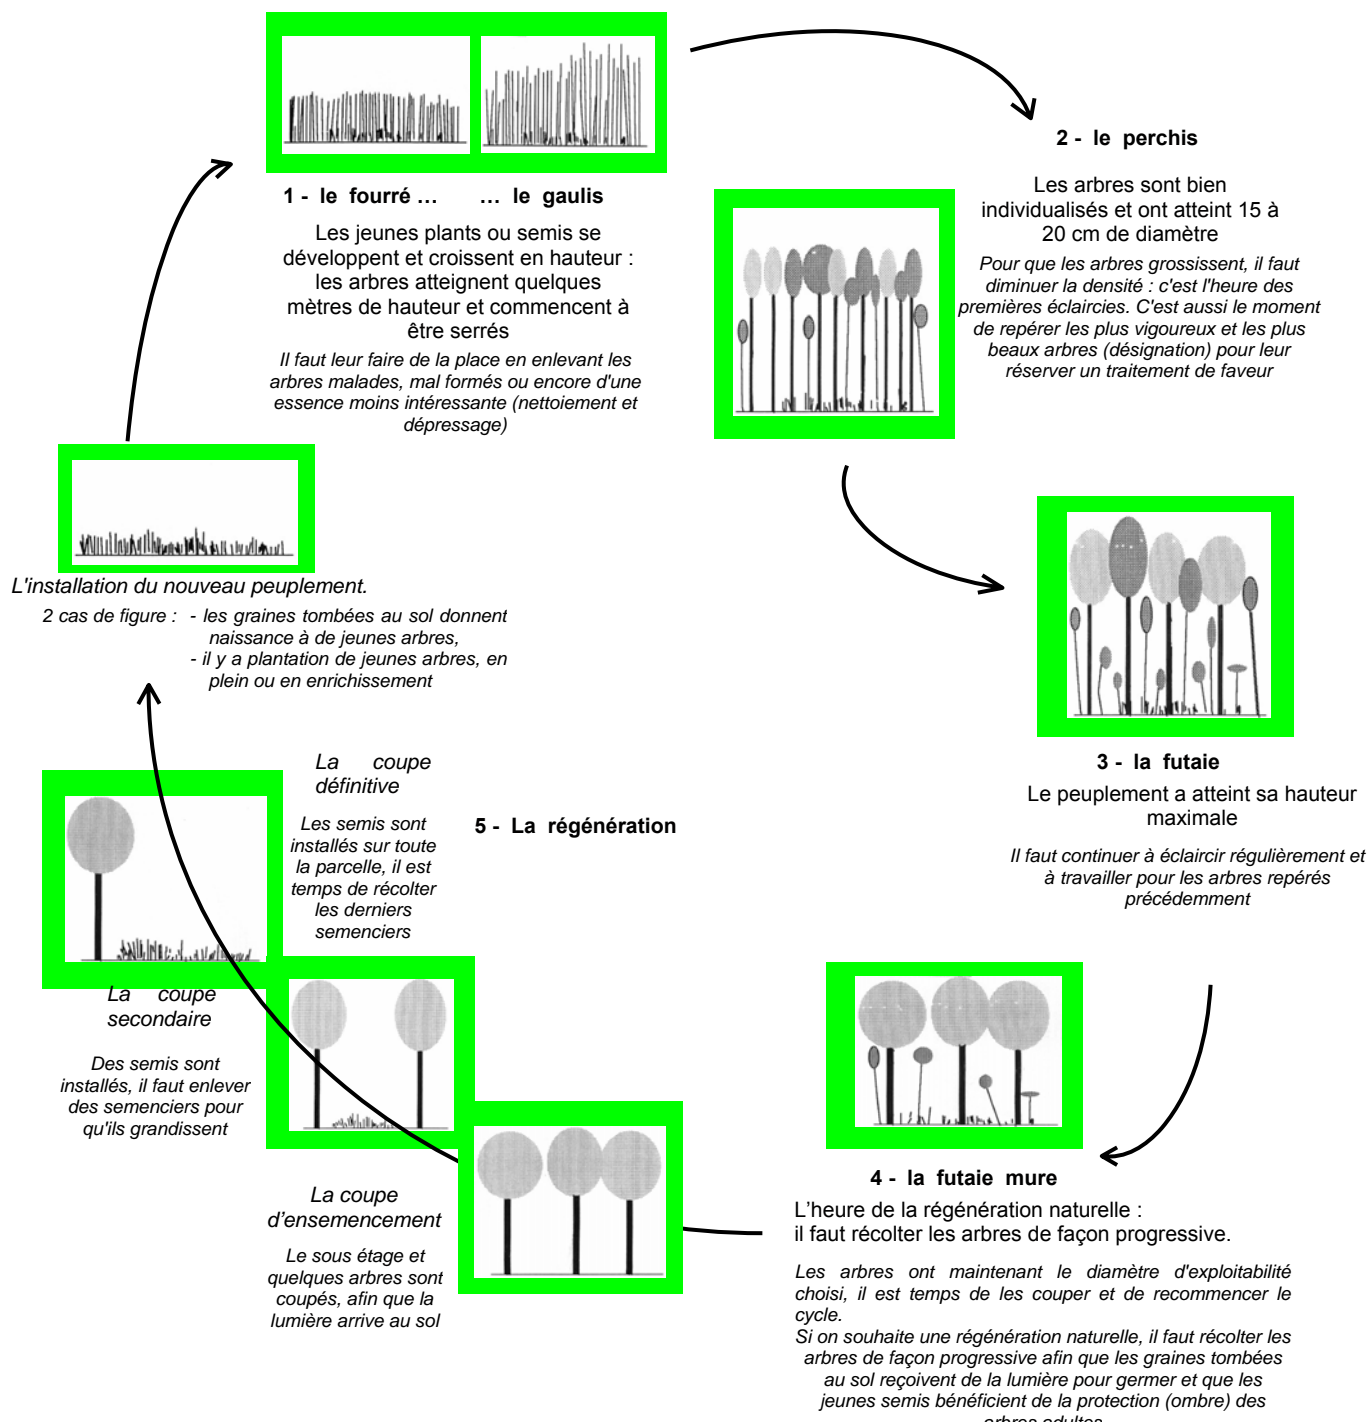 1 - le fourré ... ... le gaulis
Les jeunes plants ou semis se
développent et croissent en hauteur :
les arbres atteignent quelques
mètres de hauteur et commencent à
être serrés
Il faut leur faire de la place en enlevant les
arbres malades, mal formés ou encore d'une
essence moins intéressante (nettoiement et
dépressage)
2 - le perchis
Les arbres sont bien
individualisés et ont atteint 15 à
20 cm de diamètre
Pour que les arbres grossissent, il faut
diminuer la densité : c'est l'heure des
premières éclaircies. C'est aussi le moment
de repérer les plus vigoureux et les plus
beaux arbres (désignation) pour leur
réserver un traitement de faveur
3 - la futaie
Le peuplement a atteint sa hauteur
maximale
Il faut continuer à éclaircir régulièrement et
à travailler pour les arbres repérés
précédemment
4 - la futaie mure
L'heure de la régénération naturelle :
il faut récolter les arbres de façon progressive.
Les arbres ont maintenant le diamètre d'exploitabilité
choisi, il est temps de les couper et de recommencer le
cycle.
Si on souhaite une régénération naturelle, il faut récolter les
arbres de façon progressive afin que les graines tombées
au sol reçoivent de la lumière pour germer et que les
jeunes semis bénéficient de la protection (ombre) des
arbres adultes
5 - La régénération
La coupe
d'ensemencement
Le sous étage et
quelques arbres sont
coupés, afin que la
lumière arrive au sol
La coupe
secondaire
Des semis sont
installés, il faut enlever
des semenciers pour
qu'ils grandissent
La coupe
définitive
Les semis sont
installés sur toute
la parcelle, il est
temps de récolter
les derniers
semenciers
L'installation du nouveau peuplement.
2 cas de figure : - les graines tombées au sol donnent
naissance à de jeunes arbres,
- il y a plantation de jeunes arbres, en
plein ou en enrichissement